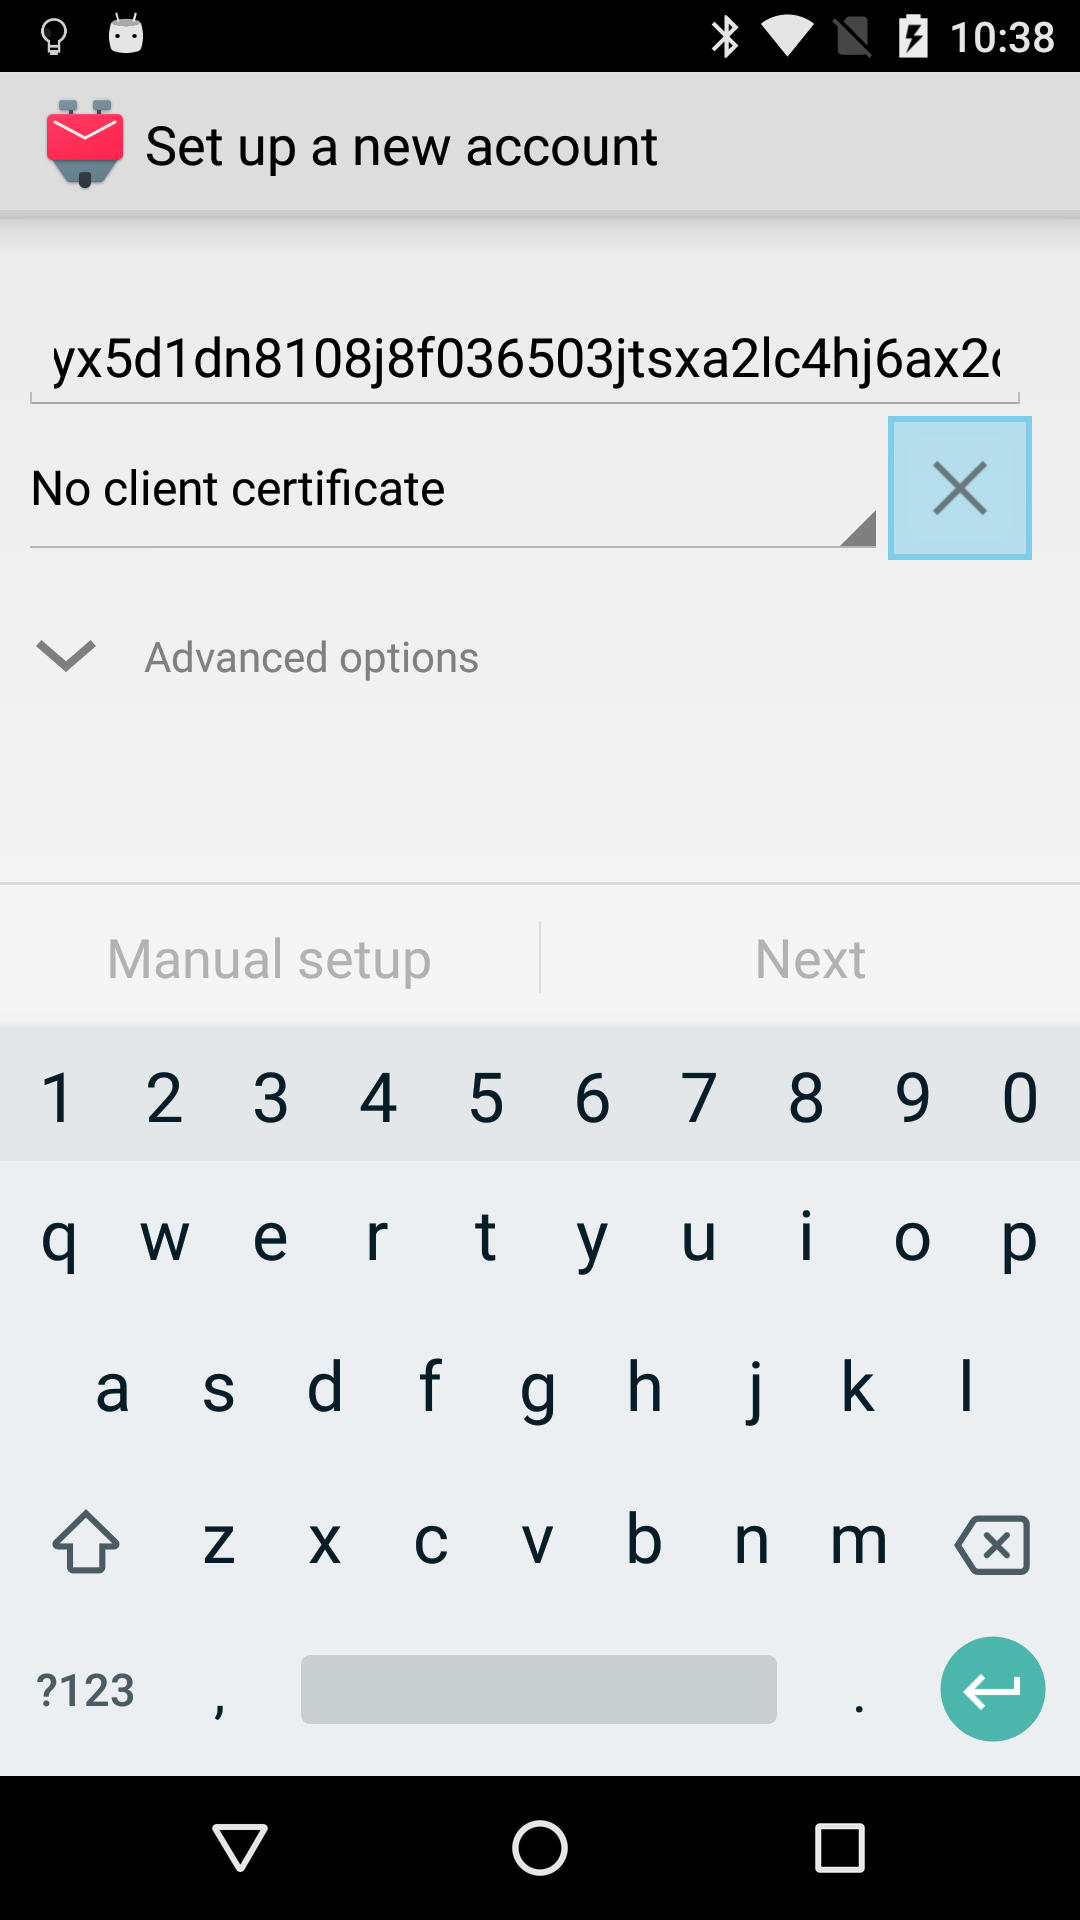 10:38
Set up a new account
yx5d1dn8108j8f036503jtsxa2lc4hj6ax2
No client certificate
Advanced options
Manual setup Next
1 2 3 4 5 6 7 8 9 0
q w e r t y u i o p
a s d f g h j k l
z x c v b n m
?123 , .